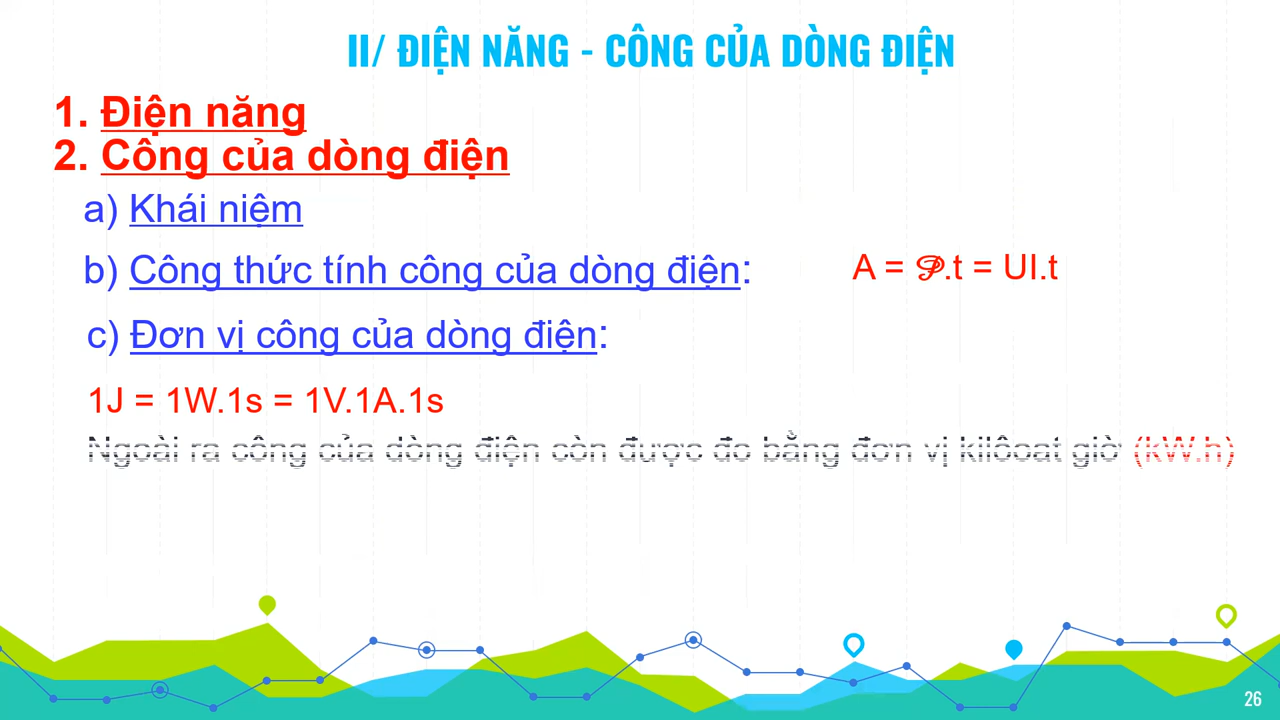 II/ ĐIỆN NĂNG - CÔNG CỦA DÒNG ĐIỆN
1. Điện năng
2. Công của dòng điện
a) Khái niệm
b) Công thức tính công của dòng điện: A = 𝒫.t = UI.t
c) Đơn vị công của dòng điện:
1J = 1W.1s = 1V.1A.1s
Ngoài ra công của dòng điện còn được đo bằng đơn vị kilôoat giờ (kW.h)
26